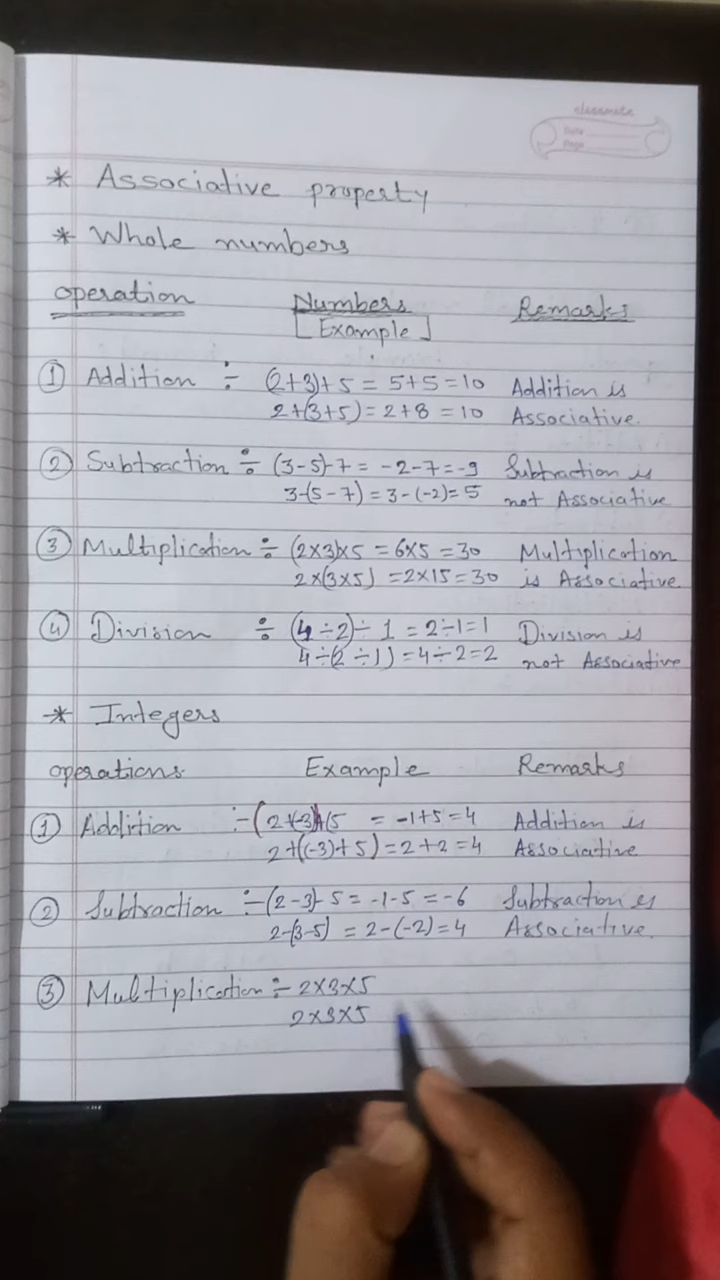 classmate
Date
Page
* Associative property
* Whole numbers
operation Numbers Remarks
[Example]
① Addition ÷ (2+3)+5 = 5+5=10 Addition is
2+(3+5)=2+8=10 Associative.
② Subtraction ÷ (3-5)-7= -2-7=-9 Subtraction is
3-(5-7)=3-(-2)=5 not Associative
③ Multiplication ÷ (2×3)×5 =6×5=30 Multiplication
2×(3×5) =2×15=30 is Associative
④ Division ÷ (4÷2)÷1 =2÷1=1 Division is
4÷(2÷1)=4÷2=2 not Associative
* Integers
operations Example Remarks
① Addition ÷ (2+(-3))+5 = -1+5=4 Addition is
2+((-3)+5)=2+2=4 Associative
② Subtraction ÷ (2-3)-5=-1-5=-6 Subtraction is
2-(3-5) =2-(-2)=4 Associative.
③ Multiplication ÷ 2×3×5
2×3×5